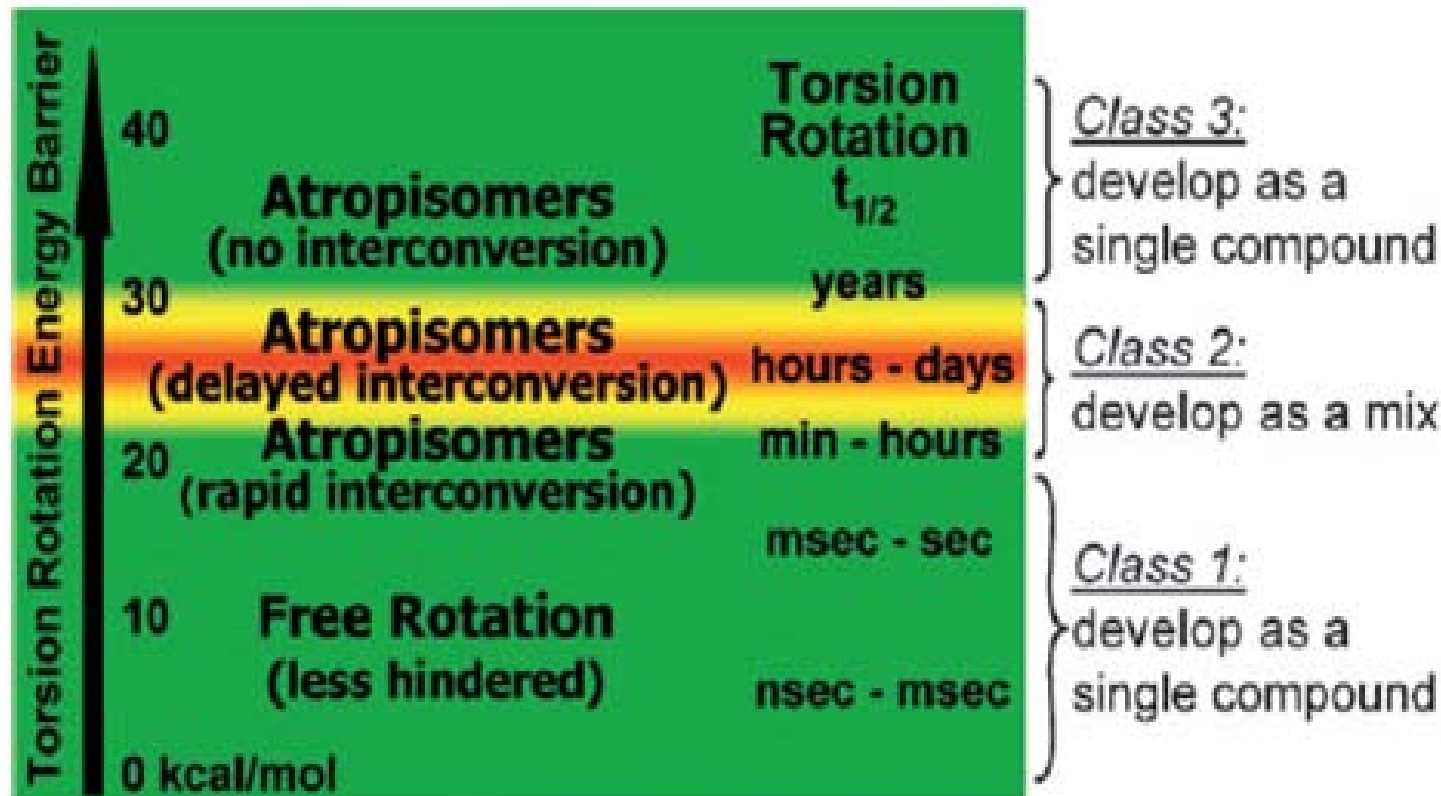 Torsion Rotation Energy Barrier
40
30
20
10
0 kcal/mol
Atropisomers
(no interconversion)
Atropisomers
(delayed interconversion)
Atropisomers
(rapid interconversion)
Free Rotation
(less hindered)
Torsion
Rotation
t1/2
years
hours - days
min - hours
msec - sec
nsec - msec
Class 3:
develop as a
single compound
Class 2:
develop as a mix
Class 1:
develop as a
single compound